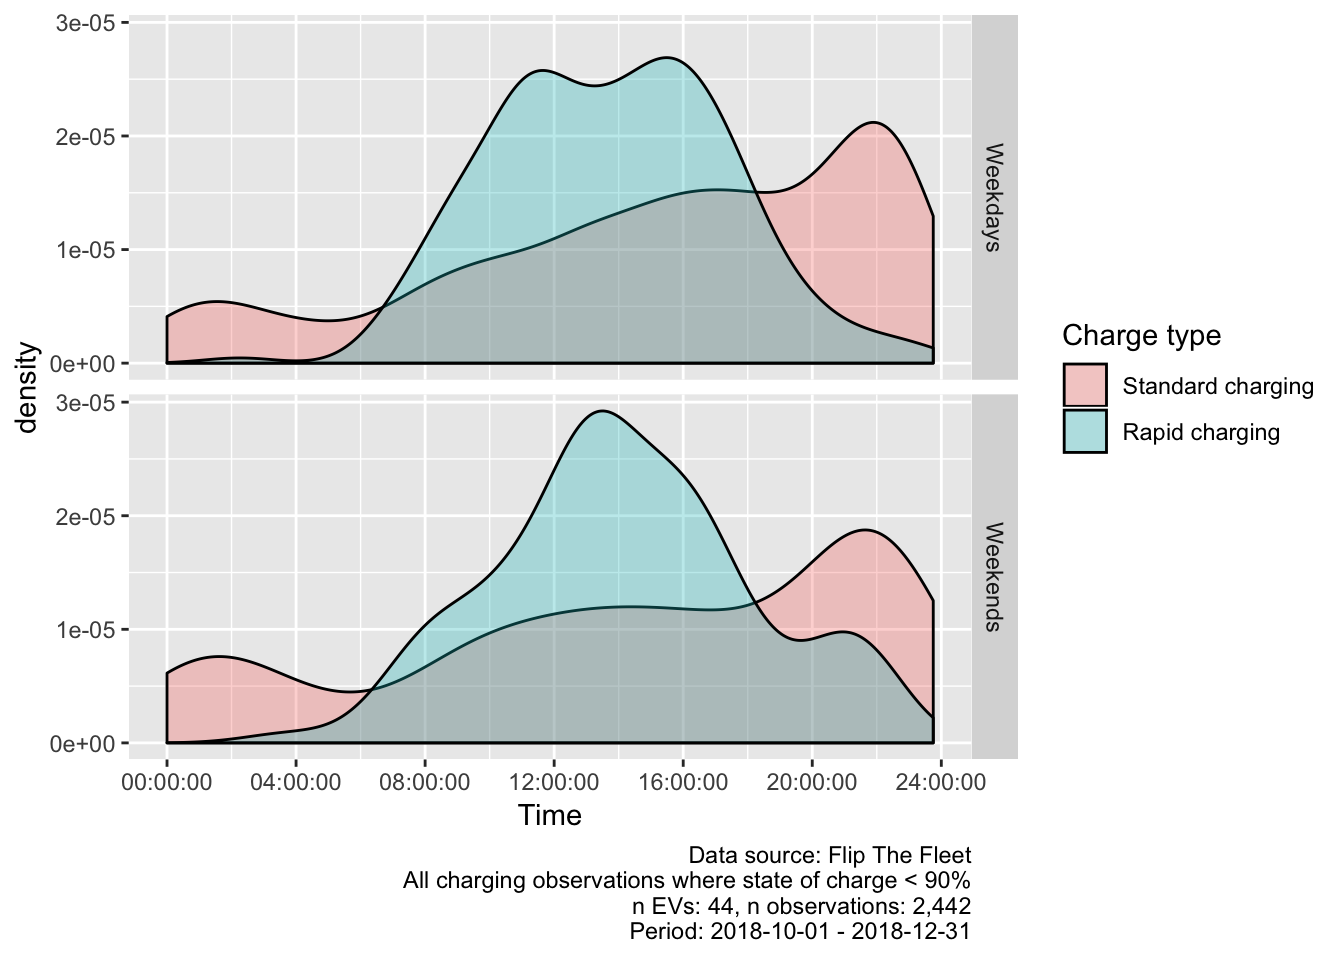 3e-05
2e-05
1e-05
0e+00
Weekdays
density
3e-05
2e-05
1e-05
0e+00
Weekends
00:00:00 04:00:00 08:00:00 12:00:00 16:00:00 20:00:00 24:00:00
Time
Charge type
Standard charging
Rapid charging
Data source: Flip The Fleet
All charging observations where state of charge < 90%
n EVs: 44, n observations: 2,442
Period: 2018-10-01 - 2018-12-31